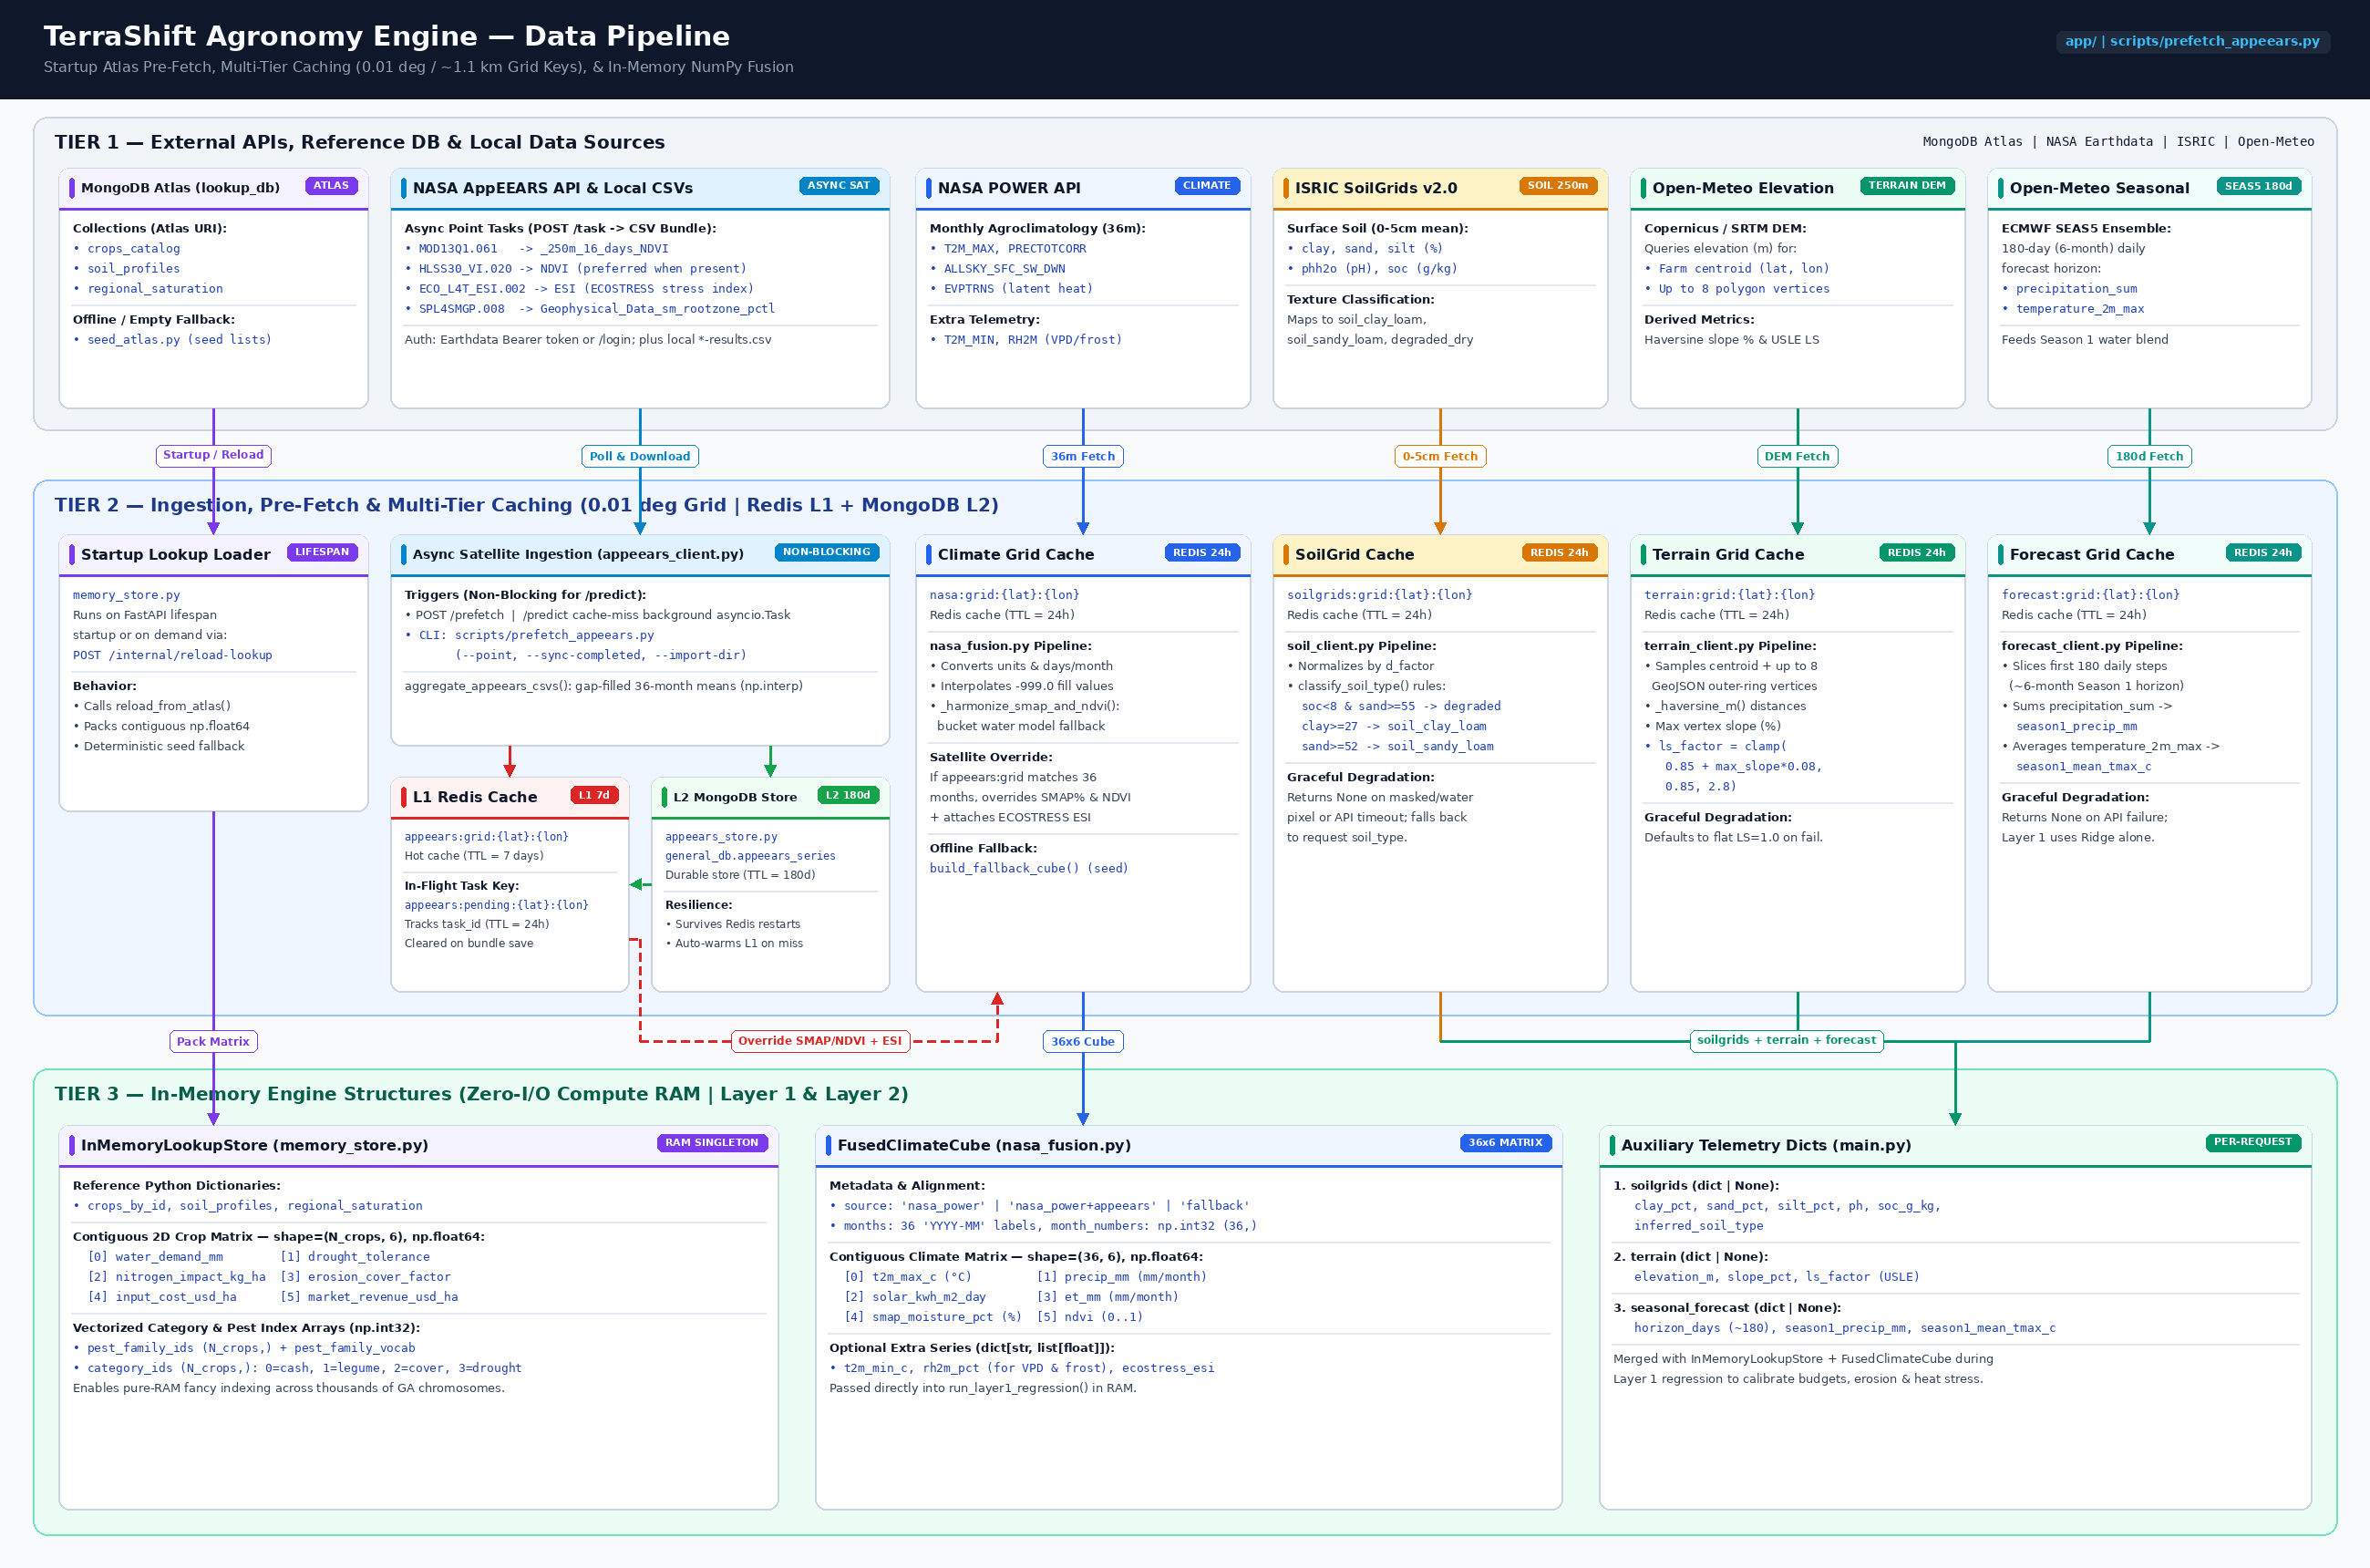 TerraShift Agronomy Engine — Data Pipeline
Startup Atlas Pre-Fetch, Multi-Tier Caching (0.01 deg / ~1.1 km Grid Keys), & In-Memory NumPy Fusion
app/ | scripts/prefetch_appeears.py
TIER 1 — External APIs, Reference DB & Local Data Sources
MongoDB Atlas | NASA Earthdata | ISRIC | Open-Meteo
MongoDB Atlas (lookup_db)
ATLAS
Collections (Atlas URI):
• crops_catalog
• soil_profiles
• regional_saturation
Offline / Empty Fallback:
• seed_atlas.py (seed lists)
NASA AppEEARS API & Local CSVs
ASYNC SAT
Async Point Tasks (POST /task -> CSV Bundle):
• MOD13Q1.061 -> _250m_16_days_NDVI
• HLSS30_VI.020 -> NDVI (preferred when present)
• ECO_L4T_ESI.002 -> ESI (ECOSTRESS stress index)
• SPL4SMGP.008 -> Geophysical_Data_sm_rootzone_pctl
Auth: Earthdata Bearer token or /login; plus local *-results.csv
NASA POWER API
CLIMATE
Monthly Agroclimatology (36m):
• T2M_MAX, PRECTOTCORR
• ALLSKY_SFC_SW_DWN
• EVPTRNS (latent heat)
Extra Telemetry:
• T2M_MIN, RH2M (VPD/frost)
ISRIC SoilGrids v2.0
SOIL 250m
Surface Soil (0-5cm mean):
• clay, sand, silt (%)
• phh2o (pH), soc (g/kg)
Texture Classification:
Maps to soil_clay_loam,
soil_sandy_loam, degraded_dry
Open-Meteo Elevation
TERRAIN DEM
Copernicus / SRTM DEM:
Queries elevation (m) for:
• Farm centroid (lat, lon)
• Up to 8 polygon vertices
Derived Metrics:
Haversine slope % & USLE LS
Open-Meteo Seasonal
SEAS5 180d
ECMWF SEAS5 Ensemble:
180-day (6-month) daily
forecast horizon:
• precipitation_sum
• temperature_2m_max
Feeds Season 1 water blend
Startup / Reload
Poll & Download
36m Fetch
0-5cm Fetch
DEM Fetch
180d Fetch
TIER 2 — Ingestion, Pre-Fetch & Multi-Tier Caching (0.01 deg Grid | Redis L1 + MongoDB L2)
Startup Lookup Loader
LIFESPAN
memory_store.py
Runs on FastAPI lifespan
startup or on demand via:
POST /internal/reload-lookup
Behavior:
• Calls reload_from_atlas()
• Packs contiguous np.float64
• Deterministic seed fallback
Async Satellite Ingestion (appeears_client.py)
NON-BLOCKING
Triggers (Non-Blocking for /predict):
• POST /prefetch | /predict cache-miss background asyncio.Task
• CLI: scripts/prefetch_appeears.py
(--point, --sync-completed, --import-dir)
aggregate_appeears_csvs(): gap-filled 36-month means (np.interp)
L1 Redis Cache
L1 7d
appeears:grid:{lat}:{lon}
Hot cache (TTL = 7 days)
In-Flight Task Key:
appeears:pending:{lat}:{lon}
Tracks task_id (TTL = 24h)
Cleared on bundle save
L2 MongoDB Store
L2 180d
appeears_store.py
general_db.appeears_series
Durable store (TTL = 180d)
Resilience:
• Survives Redis restarts
• Auto-warms L1 on miss
Climate Grid Cache
REDIS 24h
nasa:grid:{lat}:{lon}
Redis cache (TTL = 24h)
nasa_fusion.py Pipeline:
• Converts units & days/month
• Interpolates -999.0 fill values
• _harmonize_smap_and_ndvi():
bucket water model fallback
Satellite Override:
If appeears:grid matches 36
months, overrides SMAP% & NDVI
+ attaches ECOSTRESS ESI
Offline Fallback:
build_fallback_cube() (seed)
SoilGrid Cache
REDIS 24h
soilgrids:grid:{lat}:{lon}
Redis cache (TTL = 24h)
soil_client.py Pipeline:
• Normalizes by d_factor
• classify_soil_type() rules:
soc<8 & sand>=55 -> degraded
clay>=27 -> soil_clay_loam
sand>=52 -> soil_sandy_loam
Graceful Degradation:
Returns None on masked/water
pixel or API timeout; falls back
to request soil_type.
Terrain Grid Cache
REDIS 24h
terrain:grid:{lat}:{lon}
Redis cache (TTL = 24h)
terrain_client.py Pipeline:
• Samples centroid + up to 8
GeoJSON outer-ring vertices
• _haversine_m() distances
• Max vertex slope (%)
• ls_factor = clamp(
0.85 + max_slope*0.08,
0.85, 2.8)
Graceful Degradation:
Defaults to flat LS=1.0 on fail.
Forecast Grid Cache
REDIS 24h
forecast:grid:{lat}:{lon}
Redis cache (TTL = 24h)
forecast_client.py Pipeline:
• Slices first 180 daily steps
(~6-month Season 1 horizon)
• Sums precipitation_sum ->
season1_precip_mm
• Averages temperature_2m_max ->
season1_mean_tmax_c
Graceful Degradation:
Returns None on API failure;
Layer 1 uses Ridge alone.
Pack Matrix
Override SMAP/NDVI + ESI
36x6 Cube
soilgrids + terrain + forecast
TIER 3 — In-Memory Engine Structures (Zero-I/O Compute RAM | Layer 1 & Layer 2)
InMemoryLookupStore (memory_store.py)
RAM SINGLETON
Reference Python Dictionaries:
• crops_by_id, soil_profiles, regional_saturation
Contiguous 2D Crop Matrix — shape=(N_crops, 6), np.float64:
[0] water_demand_mm [1] drought_tolerance
[2] nitrogen_impact_kg_ha [3] erosion_cover_factor
[4] input_cost_usd_ha [5] market_revenue_usd_ha
Vectorized Category & Pest Index Arrays (np.int32):
• pest_family_ids (N_crops,) + pest_family_vocab
• category_ids (N_crops,): 0=cash, 1=legume, 2=cover, 3=drought
Enables pure-RAM fancy indexing across thousands of GA chromosomes.
FusedClimateCube (nasa_fusion.py)
36x6 MATRIX
Metadata & Alignment:
• source: 'nasa_power' | 'nasa_power+appeears' | 'fallback'
• months: 36 'YYYY-MM' labels, month_numbers: np.int32 (36,)
Contiguous Climate Matrix — shape=(36, 6), np.float64:
[0] t2m_max_c (°C) [1] precip_mm (mm/month)
[2] solar_kwh_m2_day [3] et_mm (mm/month)
[4] smap_moisture_pct (%) [5] ndvi (0..1)
Optional Extra Series (dict[str, list[float]]):
• t2m_min_c, rh2m_pct (for VPD & frost), ecostress_esi
Passed directly into run_layer1_regression() in RAM.
Auxiliary Telemetry Dicts (main.py)
PER-REQUEST
1. soilgrids (dict | None):
clay_pct, sand_pct, silt_pct, ph, soc_g_kg,
inferred_soil_type
2. terrain (dict | None):
elevation_m, slope_pct, ls_factor (USLE)
3. seasonal_forecast (dict | None):
horizon_days (~180), season1_precip_mm, season1_mean_tmax_c
Merged with InMemoryLookupStore + FusedClimateCube during
Layer 1 regression to calibrate budgets, erosion & heat stress.